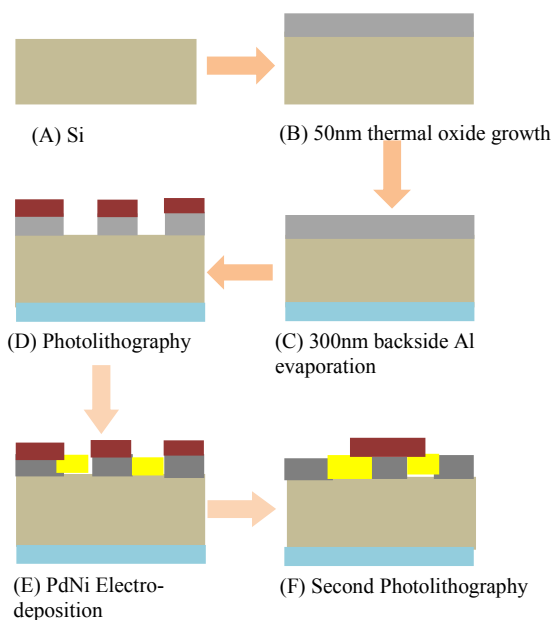 (A) Si
(B) 50nm thermal oxide growth
(D) Photolithography
(C) 300nm backside Al
evaporation
(E) PdNi Electro-
deposition
(F) Second Photolithography